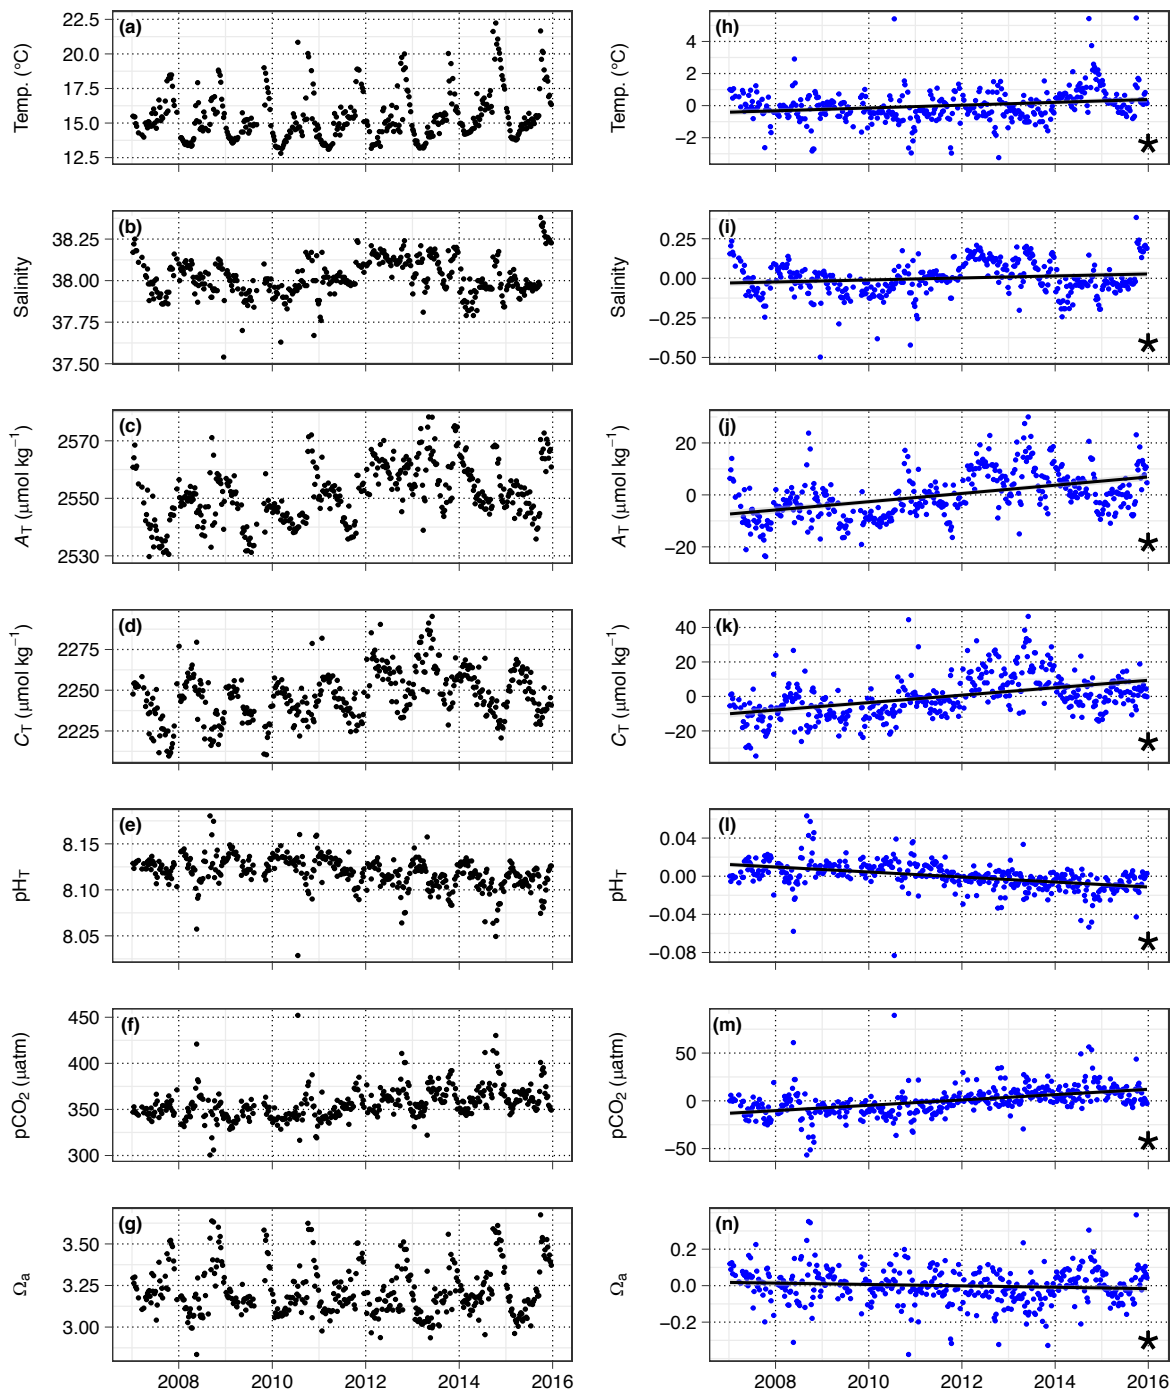 (a)
Temp. (°C)
22.5
20.0
17.5
15.0
12.5
(h)
Temp. (°C)
4
2
0
−2
(b)
Salinity
38.25
38.00
37.75
37.50
(i)
Salinity
0.25
0.00
−0.25
−0.50
(c)
A_T (µmol kg⁻¹)
2570
2550
2530
(j)
A_T (µmol kg⁻¹)
20
0
−20
(d)
C_T (µmol kg⁻¹)
2275
2250
2225
(k)
C_T (µmol kg⁻¹)
40
20
0
−20
(e)
pH_T
8.15
8.10
8.05
(l)
pH_T
0.04
0.00
−0.04
−0.08
(f)
pCO₂ (µatm)
450
400
350
300
(m)
pCO₂ (µatm)
50
0
−50
(g)
Ωₐ
3.50
3.25
3.00
(n)
Ωₐ
0.2
0.0
−0.2
2008 2010 2012 2014 2016
2008 2010 2012 2014 2016